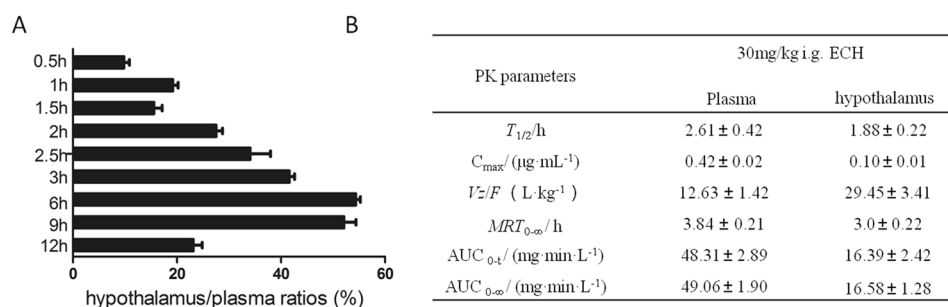 A
0.5h
1h
1.5h
2h
2.5h
3h
6h
9h
12h
0 20 40 60
hypothalamus/plasma ratios (%)
B
PK parameters 30mg/kg i.g. ECH
Plasma hypothalamus
T1/2/h 2.61 ± 0.42 1.88 ± 0.22
Cmax/ (μg·mL-1) 0.42 ± 0.02 0.10 ± 0.01
Vz/F ( L·kg-1) 12.63 ± 1.42 29.45 ± 3.41
MRT0-∞/ h 3.84 ± 0.21 3.0 ± 0.22
AUC 0-t/ (mg·min·L-1) 48.31 ± 2.89 16.39 ± 2.42
AUC 0-∞/ (mg·min·L-1) 49.06 ± 1.90 16.58 ± 1.28